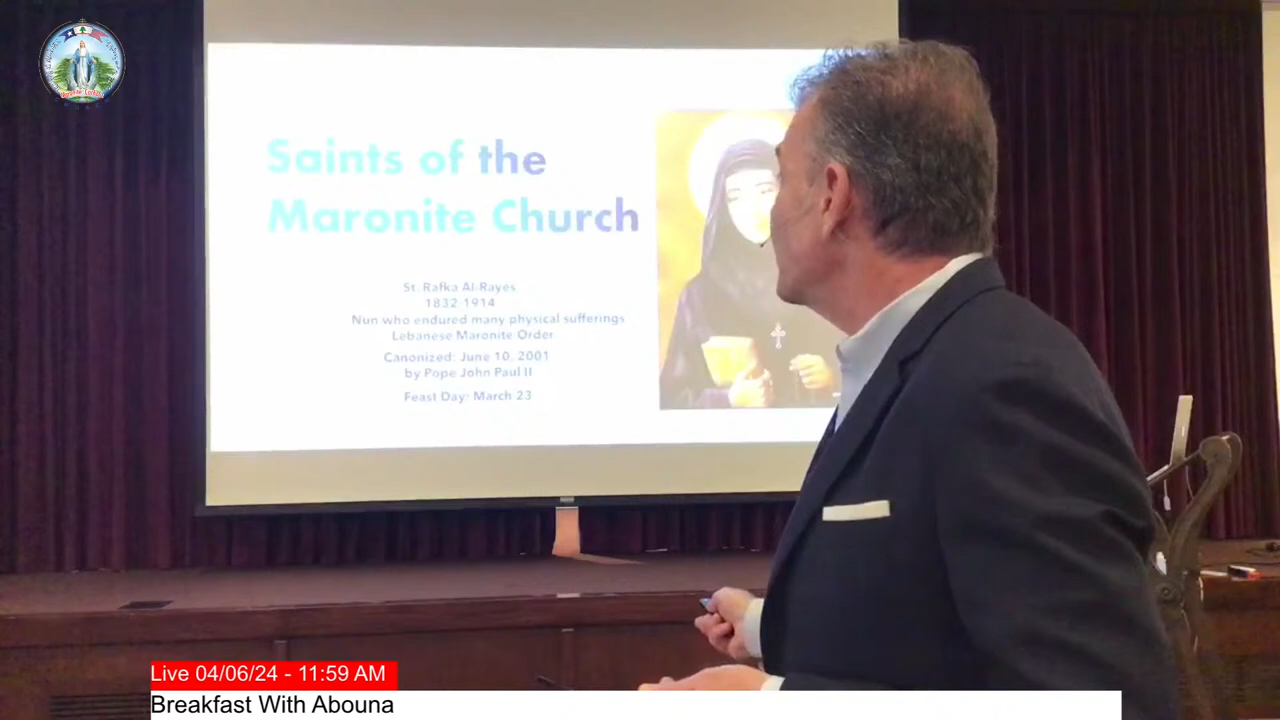 Saints of the
Maronite Church
St. Rafka Al-Rayes
1832-1914
Nun who endured many physical sufferings
Lebanese Maronite Order
Canonized: June 10, 2001
by Pope John Paul II
Feast Day: March 23
Live 04/06/24 - 11:59 AM
Breakfast With Abouna